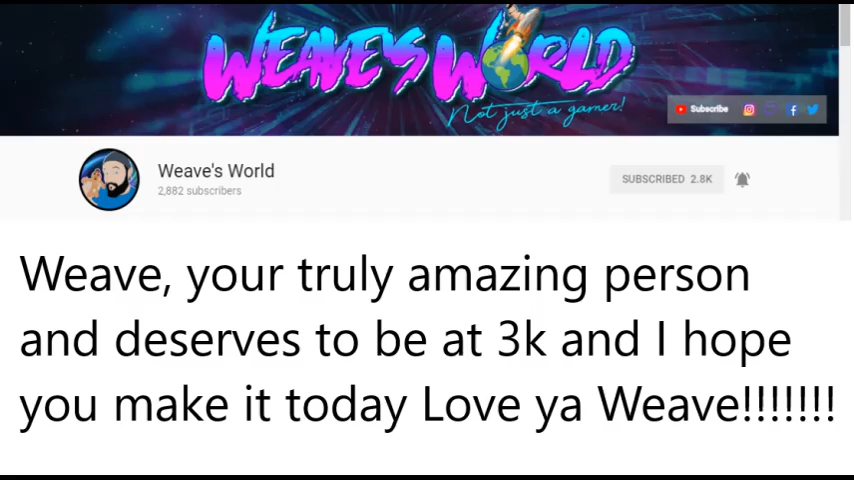 WEAVE'S WORLD
Not just a gamer!
Subscribe
Weave's World
2,882 subscribers
SUBSCRIBED 2.8K
Weave, your truly amazing person
and deserves to be at 3k and I hope
you make it today Love ya Weave!!!!!!!